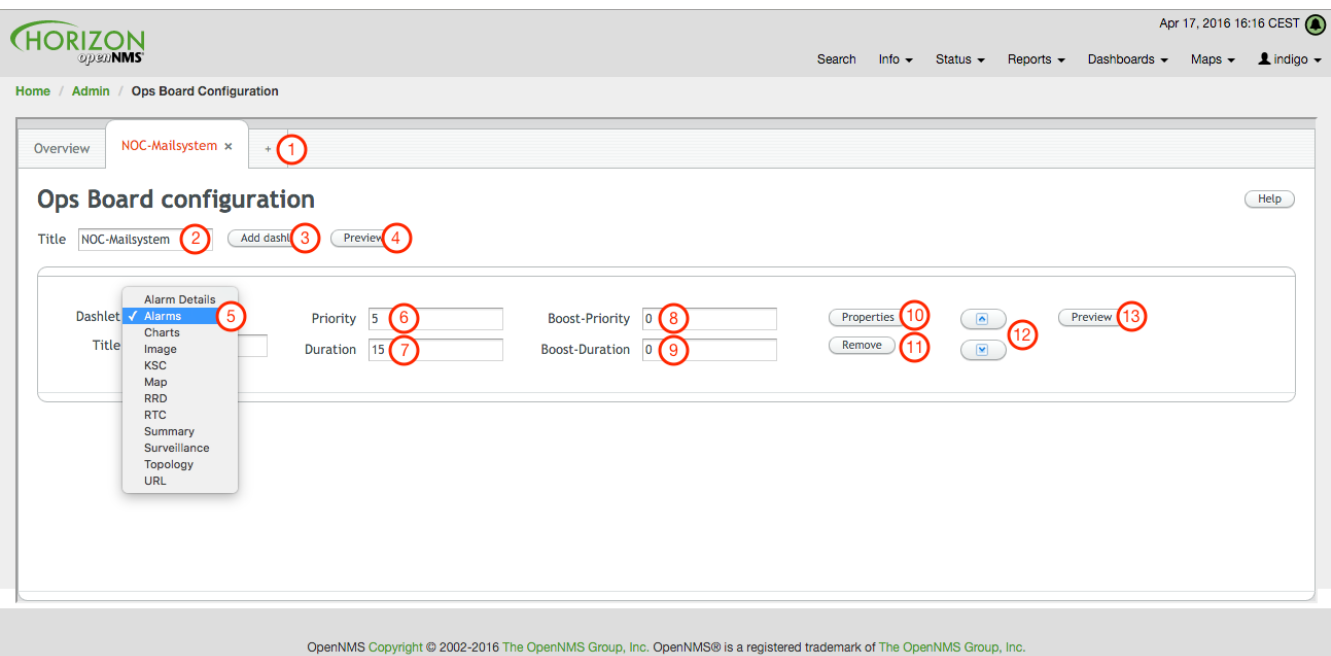 Apr 17, 2016 16:16 CEST
HORIZON
openNMS
Search Info Status Reports Dashboards Maps indigo
Home / Admin / Ops Board Configuration
Overview NOC-Mailsystem × + 1
Ops Board configuration Help
Title NOC-Mailsystem 2 Add dashl 3 Preview 4
Alarm Details
Dashlet ✓ Alarms 5 Priority 5 6 Boost-Priority 0 8 Properties 10 Preview 13
Charts
12
Title Image Duration 15 7 Boost-Duration 0 9 Remove 11
KSC
Map
RRD
RTC
Summary
Surveillance
Topology
URL
OpenNMS Copyright © 2002-2016 The OpenNMS Group, Inc. OpenNMS® is a registered trademark of The OpenNMS Group, Inc.